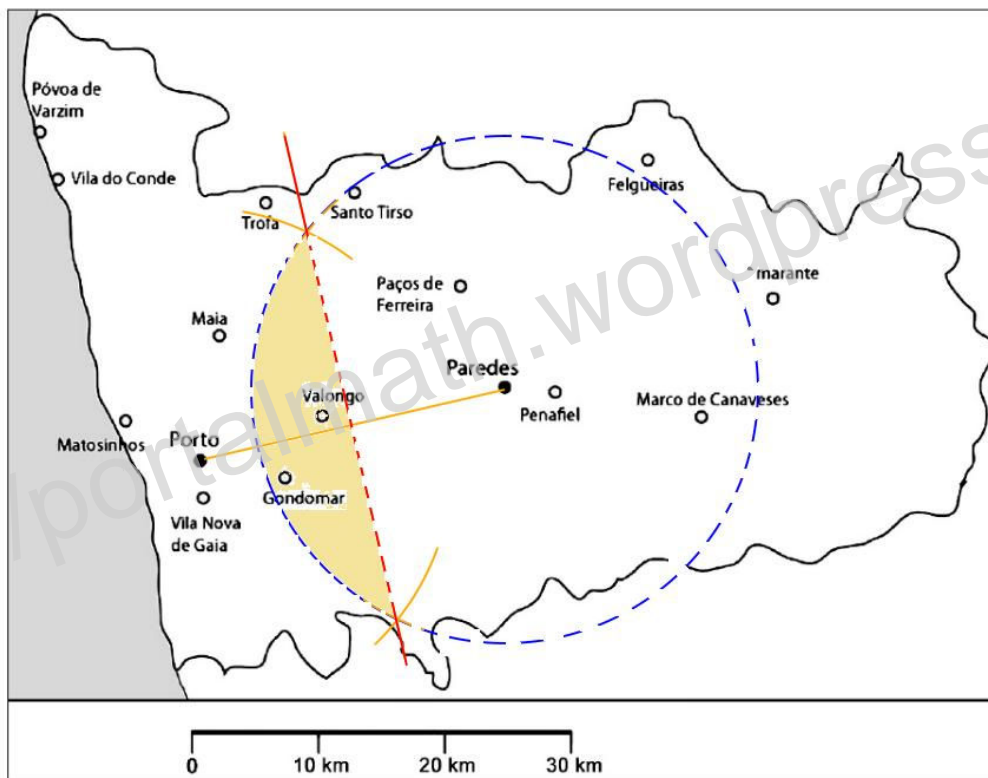 Póvoa de
Varzim
Vila do Conde
Trofa
Santo Tirso
Felgueiras
marante
Paços de
Ferreira
Maia
Paredes
Valongo
Penafiel
Marco de Canaveses
Matosinhos
Porto
Gondomar
Vila Nova
de Gaia
/portalmath.wordpress
0
10 km
20 km
30 km